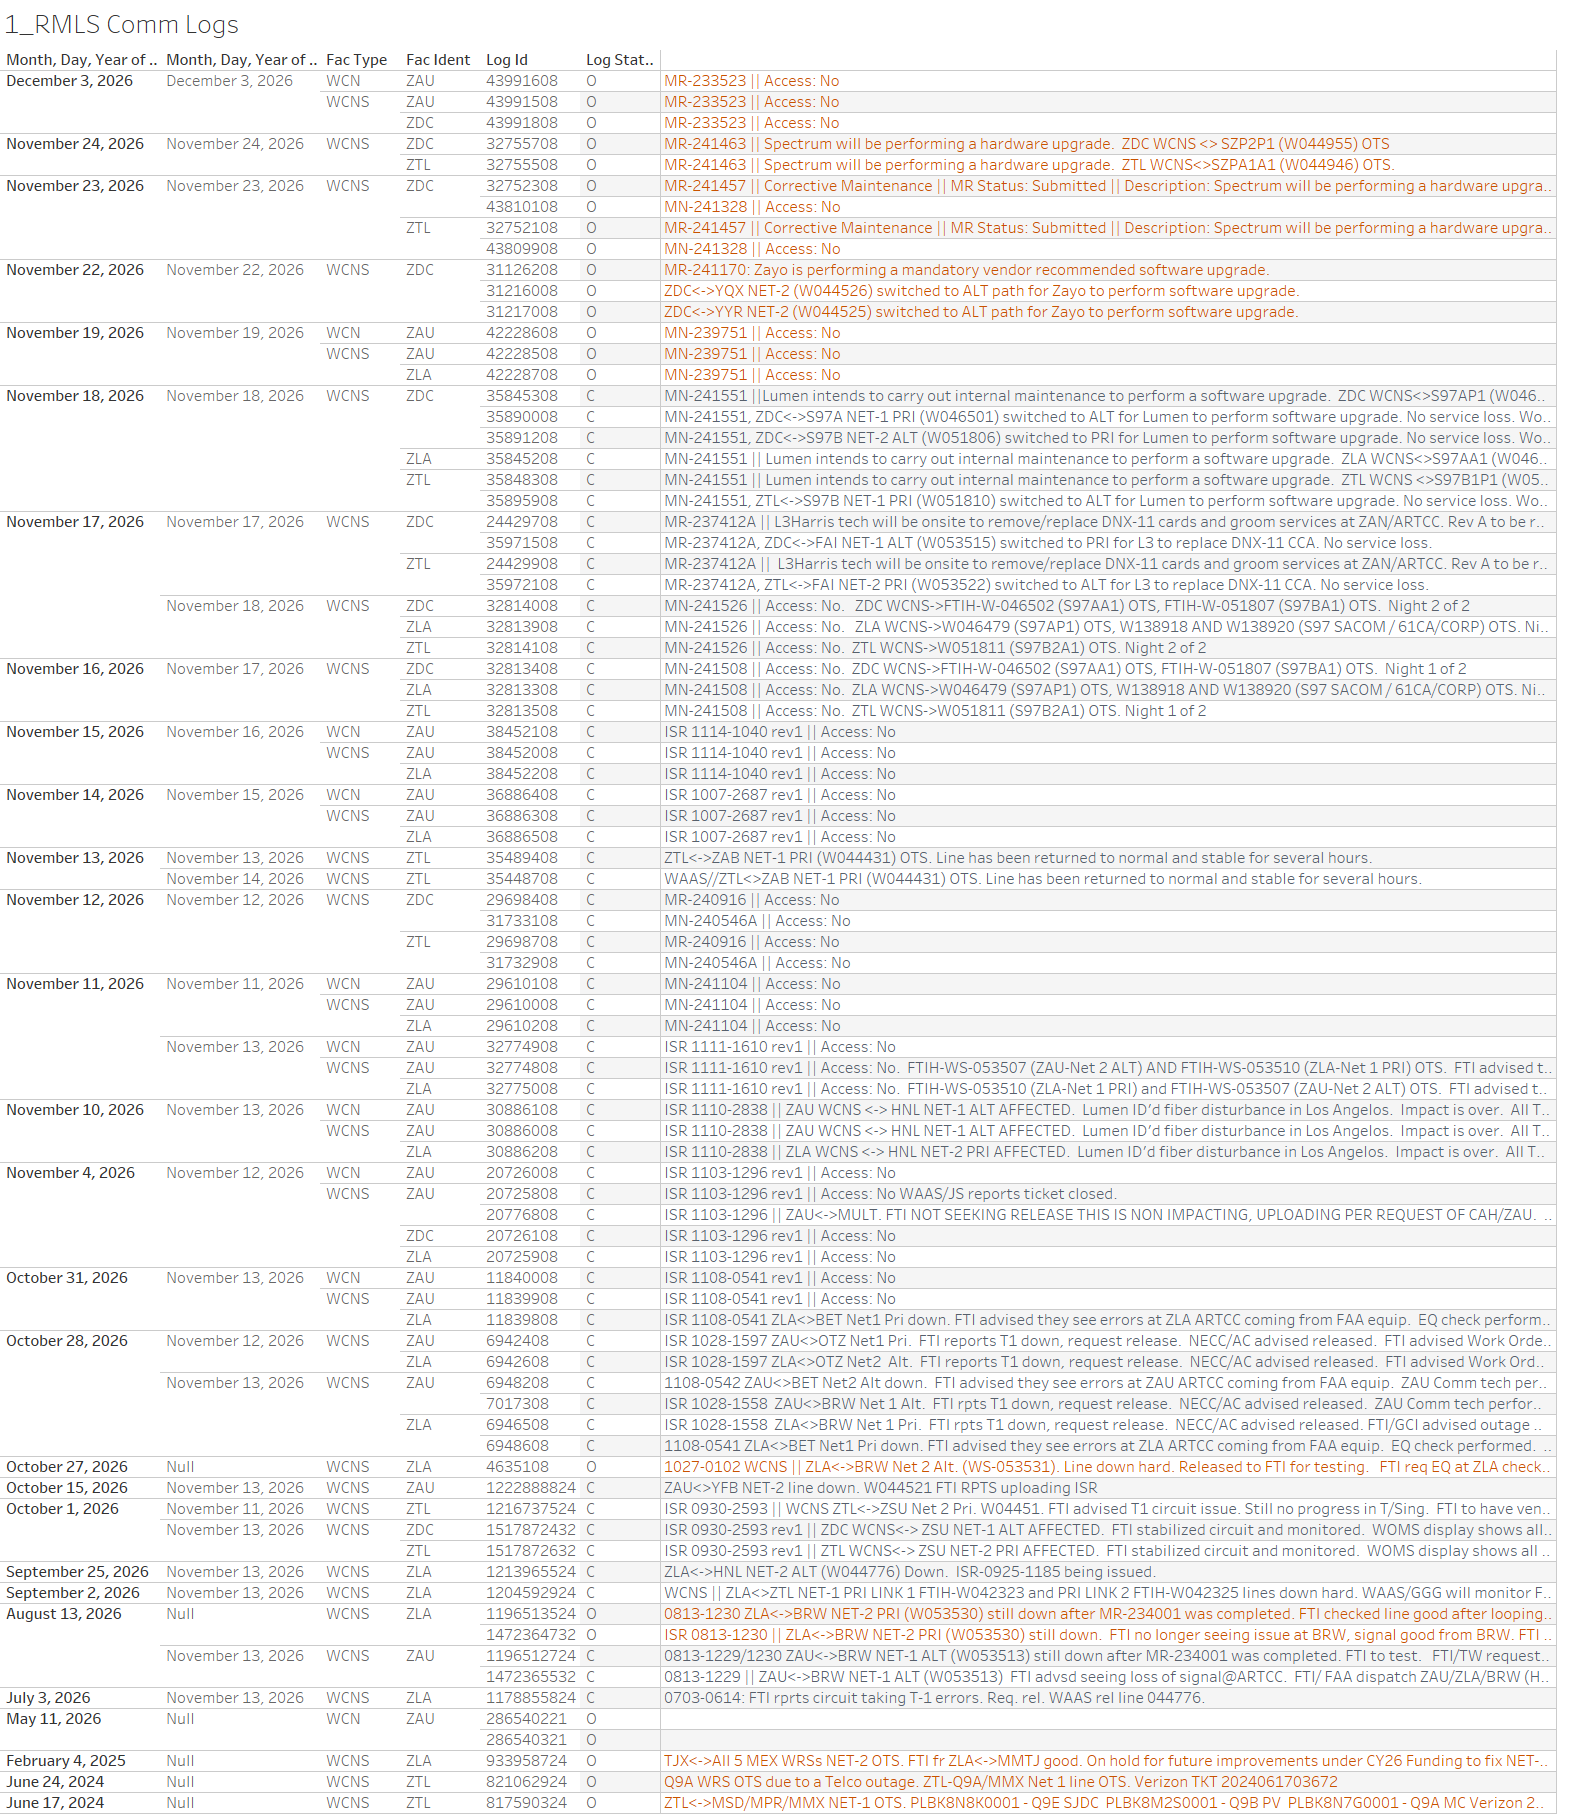 1_RMLS Comm Logs
Month, Day, Year of .. Month, Day, Year of .. Fac Type Fac Ident Log Id Log Stat..
December 3, 2026 December 3, 2026 WCN ZAU 43991608 O MR-233523 || Access: No
WCNS ZAU 43991508 O MR-233523 || Access: No
ZDC 43991808 O MR-233523 || Access: No
November 24, 2026 November 24, 2026 WCNS ZDC 32755708 O MR-241463 || Spectrum will be performing a hardware upgrade. ZDC WCNS <> SZP2P1 (W044955) OTS
ZTL 32755508 O MR-241463 || Spectrum will be performing a hardware upgrade. ZTL WCNS<>SZPA1A1 (W044946) OTS.
November 23, 2026 November 23, 2026 WCNS ZDC 32752308 O MR-241457 || Corrective Maintenance || MR Status: Submitted || Description: Spectrum will be performing a hardware upgra..
43810108 O MN-241328 || Access: No
ZTL 32752108 O MR-241457 || Corrective Maintenance || MR Status: Submitted || Description: Spectrum will be performing a hardware upgra..
43809908 O MN-241328 || Access: No
November 22, 2026 November 22, 2026 WCNS ZDC 31126208 O MR-241170: Zayo is performing a mandatory vendor recommended software upgrade.
31216008 O ZDC<->YQX NET-2 (W044526) switched to ALT path for Zayo to perform software upgrade.
31217008 O ZDC<->YYR NET-2 (W044525) switched to ALT path for Zayo to perform software upgrade.
November 19, 2026 November 19, 2026 WCN ZAU 42228608 O MN-239751 || Access: No
WCNS ZAU 42228508 O MN-239751 || Access: No
ZLA 42228708 O MN-239751 || Access: No
November 18, 2026 November 18, 2026 WCNS ZDC 35845308 C MN-241551 ||Lumen intends to carry out internal maintenance to perform a software upgrade. ZDC WCNS<>S97AP1 (W046..
35890008 C MN-241551, ZDC<->S97A NET-1 PRI (W046501) switched to ALT for Lumen to perform software upgrade. No service loss. Wo..
35891208 C MN-241551, ZDC<->S97B NET-2 ALT (W051806) switched to PRI for Lumen to perform software upgrade. No service loss. Wo..
ZLA 35845208 C MN-241551 || Lumen intends to carry out internal maintenance to perform a software upgrade. ZLA WCNS<>S97AA1 (W046..
ZTL 35848308 C MN-241551 || Lumen intends to carry out internal maintenance to perform a software upgrade. ZTL WCNS <>S97B1P1 (W05..
35895908 C MN-241551, ZTL<->S97B NET-1 PRI (W051810) switched to ALT for Lumen to perform software upgrade. No service loss. Wo..
November 17, 2026 November 17, 2026 WCNS ZDC 24429708 C MR-237412A || L3Harris tech will be onsite to remove/replace DNX-11 cards and groom services at ZAN/ARTCC. Rev A to be r..
35971508 C MR-237412A, ZDC<->FAI NET-1 ALT (W053515) switched to PRI for L3 to replace DNX-11 CCA. No service loss.
ZTL 24429908 C MR-237412A || L3Harris tech will be onsite to remove/replace DNX-11 cards and groom services at ZAN/ARTCC. Rev A to be r..
35972108 C MR-237412A, ZTL<->FAI NET-2 PRI (W053522) switched to ALT for L3 to replace DNX-11 CCA. No service loss.
November 18, 2026 WCNS ZDC 32814008 C MN-241526 || Access: No. ZDC WCNS->FTIH-W-046502 (S97AA1) OTS, FTIH-W-051807 (S97BA1) OTS. Night 2 of 2
ZLA 32813908 C MN-241526 || Access: No. ZLA WCNS->W046479 (S97AP1) OTS, W138918 AND W138920 (S97 SACOM / 61CA/CORP) OTS. Ni..
ZTL 32814108 C MN-241526 || Access: No. ZTL WCNS->W051811 (S97B2A1) OTS. Night 2 of 2
November 16, 2026 November 17, 2026 WCNS ZDC 32813408 C MN-241508 || Access: No. ZDC WCNS->FTIH-W-046502 (S97AA1) OTS, FTIH-W-051807 (S97BA1) OTS. Night 1 of 2
ZLA 32813308 C MN-241508 || Access: No. ZLA WCNS->W046479 (S97AP1) OTS, W138918 AND W138920 (S97 SACOM / 61CA/CORP) OTS. Ni..
ZTL 32813508 C MN-241508 || Access: No. ZTL WCNS->W051811 (S97B2A1) OTS. Night 1 of 2
November 15, 2026 November 16, 2026 WCN ZAU 38452108 C ISR 1114-1040 rev1 || Access: No
WCNS ZAU 38452008 C ISR 1114-1040 rev1 || Access: No
ZLA 38452208 C ISR 1114-1040 rev1 || Access: No
November 14, 2026 November 15, 2026 WCN ZAU 36886408 C ISR 1007-2687 rev1 || Access: No
WCNS ZAU 36886308 C ISR 1007-2687 rev1 || Access: No
ZLA 36886508 C ISR 1007-2687 rev1 || Access: No
November 13, 2026 November 13, 2026 WCNS ZTL 35489408 C ZTL<->ZAB NET-1 PRI (W044431) OTS. Line has been returned to normal and stable for several hours.
November 14, 2026 WCNS ZTL 35448708 C WAAS//ZTL<>ZAB NET-1 PRI (W044431) OTS. Line has been returned to normal and stable for several hours.
November 12, 2026 November 12, 2026 WCNS ZDC 29698408 C MR-240916 || Access: No
31733108 C MN-240546A || Access: No
ZTL 29698708 C MR-240916 || Access: No
31732908 C MN-240546A || Access: No
November 11, 2026 November 11, 2026 WCN ZAU 29610108 C MN-241104 || Access: No
WCNS ZAU 29610008 C MN-241104 || Access: No
ZLA 29610208 C MN-241104 || Access: No
November 13, 2026 WCN ZAU 32774908 C ISR 1111-1610 rev1 || Access: No
WCNS ZAU 32774808 C ISR 1111-1610 rev1 || Access: No. FTIH-WS-053507 (ZAU-Net 2 ALT) AND FTIH-WS-053510 (ZLA-Net 1 PRI) OTS. FTI advised t..
ZLA 32775008 C ISR 1111-1610 rev1 || Access: No. FTIH-WS-053510 (ZLA-Net 1 PRI) and FTIH-WS-053507 (ZAU-Net 2 ALT) OTS. FTI advised t..
November 10, 2026 November 13, 2026 WCN ZAU 30886108 C ISR 1110-2838 || ZAU WCNS <-> HNL NET-1 ALT AFFECTED. Lumen ID'd fiber disturbance in Los Angelos. Impact is over. All T..
WCNS ZAU 30886008 C ISR 1110-2838 || ZAU WCNS <-> HNL NET-1 ALT AFFECTED. Lumen ID'd fiber disturbance in Los Angelos. Impact is over. All T..
ZLA 30886208 C ISR 1110-2838 || ZLA WCNS <-> HNL NET-2 PRI AFFECTED. Lumen ID'd fiber disturbance in Los Angelos. Impact is over. All T..
November 4, 2026 November 12, 2026 WCN ZAU 20726008 C ISR 1103-1296 rev1 || Access: No
WCNS ZAU 20725808 C ISR 1103-1296 rev1 || Access: No WAAS/JS reports ticket closed.
20776808 C ISR 1103-1296 || ZAU<->MULT. FTI NOT SEEKING RELEASE THIS IS NON IMPACTING, UPLOADING PER REQUEST OF CAH/ZAU. ..
ZDC 20726108 C ISR 1103-1296 rev1 || Access: No
ZLA 20725908 C ISR 1103-1296 rev1 || Access: No
October 31, 2026 November 13, 2026 WCN ZAU 11840008 C ISR 1108-0541 rev1 || Access: No
WCNS ZAU 11839908 C ISR 1108-0541 rev1 || Access: No
ZLA 11839808 C ISR 1108-0541 ZLA<>BET Net1 Pri down. FTI advised they see errors at ZLA ARTCC coming from FAA equip. EQ check perform..
October 28, 2026 November 12, 2026 WCNS ZAU 6942408 C ISR 1028-1597 ZAU<>OTZ Net1 Pri. FTI reports T1 down, request release. NECC/AC advised released. FTI advised Work Orde..
ZLA 6942608 C ISR 1028-1597 ZLA<>OTZ Net2 Alt. FTI reports T1 down, request release. NECC/AC advised released. FTI advised Work Ord..
November 13, 2026 WCNS ZAU 6948208 C 1108-0542 ZAU<>BET Net2 Alt down. FTI advised they see errors at ZAU ARTCC coming from FAA equip. ZAU Comm tech per..
7017308 C ISR 1028-1558 ZAU<>BRW Net 1 Alt. FTI rpts T1 down, request release. NECC/AC advised released. ZAU Comm tech perfor..
ZLA 6946508 C ISR 1028-1558 ZLA<>BRW Net 1 Pri. FTI rpts T1 down, request release. NECC/AC advised released. FTI/GCI advised outage ..
6948608 C 1108-0541 ZLA<>BET Net1 Pri down. FTI advised they see errors at ZLA ARTCC coming from FAA equip. EQ check performed. ..
October 27, 2026 Null WCNS ZLA 4635108 O 1027-0102 WCNS || ZLA<->BRW Net 2 Alt. (WS-053531). Line down hard. Released to FTI for testing. FTI req EQ at ZLA check..
October 15, 2026 November 13, 2026 WCNS ZAU 1222888824 C ZAU<>YFB NET-2 line down. W044521 FTI RPTS uploading ISR
October 1, 2026 November 11, 2026 WCNS ZTL 1216737524 C ISR 0930-2593 || WCNS ZTL<->ZSU Net 2 Pri. W04451. FTI advised T1 circuit issue. Still no progress in T/Sing. FTI to have ven..
November 13, 2026 WCNS ZDC 1517872432 C ISR 0930-2593 rev1 || ZDC WCNS<-> ZSU NET-1 ALT AFFECTED. FTI stabilized circuit and monitored. WOMS display shows all..
ZTL 1517872632 C ISR 0930-2593 rev1 || ZTL WCNS<-> ZSU NET-2 PRI AFFECTED. FTI stabilized circuit and monitored. WOMS display shows all ..
September 25, 2026 November 13, 2026 WCNS ZLA 1213965524 C ZLA<->HNL NET-2 ALT (W044776) Down. ISR-0925-1185 being issued.
September 2, 2026 November 13, 2026 WCNS ZLA 1204592924 C WCNS || ZLA<>ZTL NET-1 PRI LINK 1 FTIH-W042323 and PRI LINK 2 FTIH-W042325 lines down hard. WAAS/GGG will monitor F..
August 13, 2026 Null WCNS ZLA 1196513524 O 0813-1230 ZLA<>BRW NET-2 PRI (W053530) still down after MR-234001 was completed. FTI checked line good after looping..
1472364732 O ISR 0813-1230 || ZLA<->BRW NET-2 PRI (W053530) still down. FTI no longer seeing issue at BRW, signal good from BRW. FTI ..
November 13, 2026 WCNS ZAU 1196512724 C 0813-1229/1230 ZAU<->BRW NET-1 ALT (W053513) still down after MR-234001 was completed. FTI to test. FTI/TW request..
1472365532 C 0813-1229 || ZAU<->BRW NET-1 ALT (W053513) FTI advsd seeing loss of signal@ARTCC. FTI/ FAA dispatch ZAU/ZLA/BRW (H..
July 3, 2026 November 13, 2026 WCNS ZLA 1178855824 C 0703-0614: FTI rprts circuit taking T-1 errors. Req. rel. WAAS rel line 044776.
May 11, 2026 Null WCN ZAU 286540221 O
286540321 O
February 4, 2025 Null WCNS ZLA 933958724 O TJX<->All 5 MEX WRSs NET-2 OTS. FTI fr ZLA<->MMTJ good. On hold for future improvements under CY26 Funding to fix NET-..
June 24, 2024 Null WCNS ZTL 821062924 O Q9A WRS OTS due to a Telco outage. ZTL-Q9A/MMX Net 1 line OTS. Verizon TKT 2024061703672
June 17, 2024 Null WCNS ZTL 817590324 O ZTL<->MSD/MPR/MMX NET-1 OTS. PLBK8N8K0001 - Q9E SJDC PLBK8M2S0001 - Q9B PV PLBK8N7G0001 - Q9A MC Verizon 2..